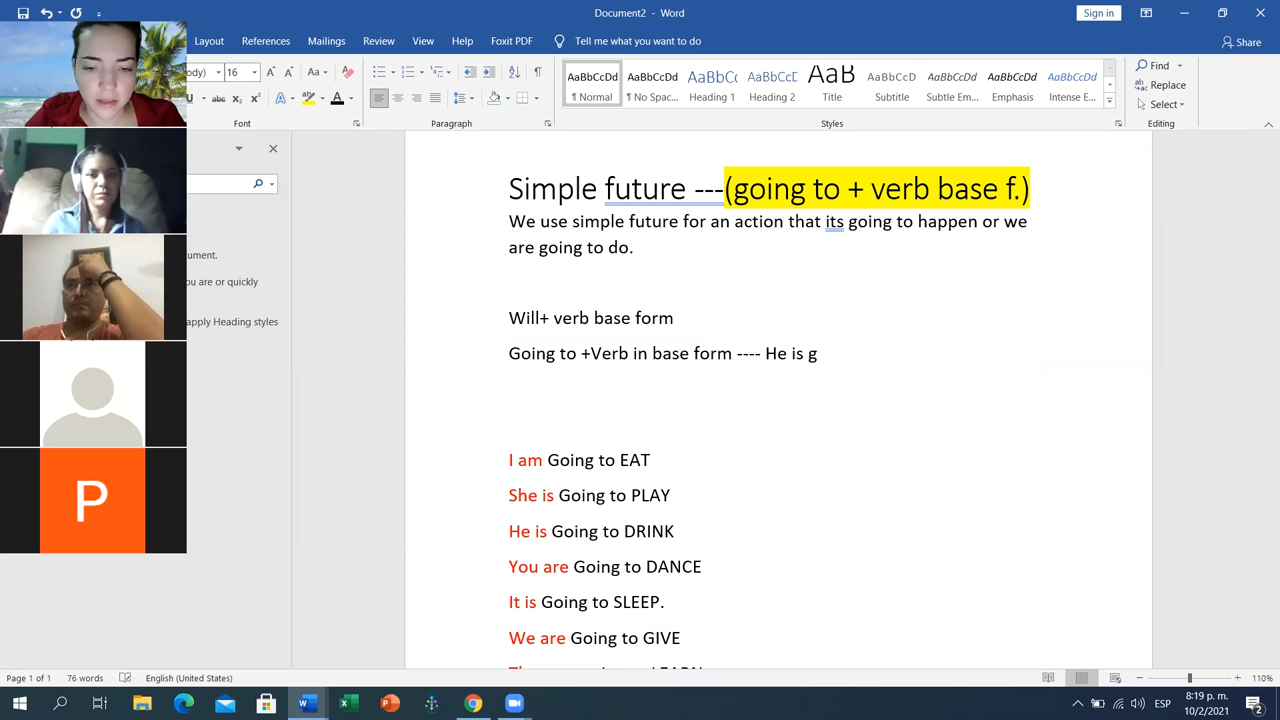 Document2 - Word
Sign in
Layout References Mailings Review View Help Foxit PDF Tell me what you want to do Share
16 Aa
abc x₂ x² A A
AaBbCcDd AaBbCcDd AaBbC( AaBbCcD AaB AaBbCcDd AaBbCcDd AaBbCcDd AaBbCcDd
¶ Normal ¶ No Spac... Heading 1 Heading 2 Title Subtitle Subtle Em... Emphasis Intense E...
Find
Replace
Select
Font Paragraph Styles Editing
Simple future ---(going to + verb base f.)
We use simple future for an action that its going to happen or we
are going to do.
cument.
ou are or quickly
apply Heading styles
Will+ verb base form
Going to +Verb in base form ---- He is g
I am Going to EAT
She is Going to PLAY
He is Going to DRINK
You are Going to DANCE
It is Going to SLEEP.
We are Going to GIVE
P
Page 1 of 1 76 words English (United States) 110%
ESP 8:19 p. m.
10/2/2021